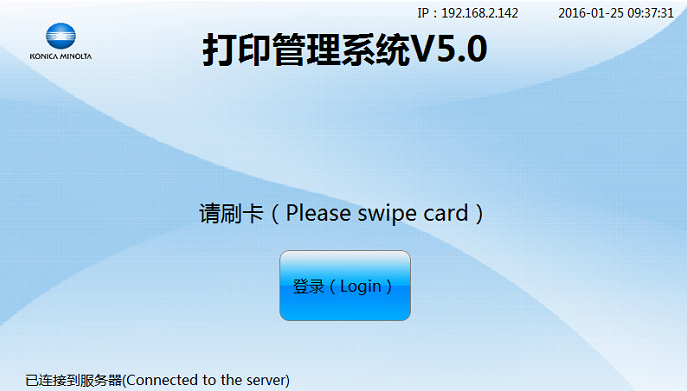 IP：192.168.2.142 2016-01-25 09:37:31
KONICA MINOLTA
打印管理系统V5.0
请刷卡（Please swipe card）
登录（Login）
已连接到服务器(Connected to the server)